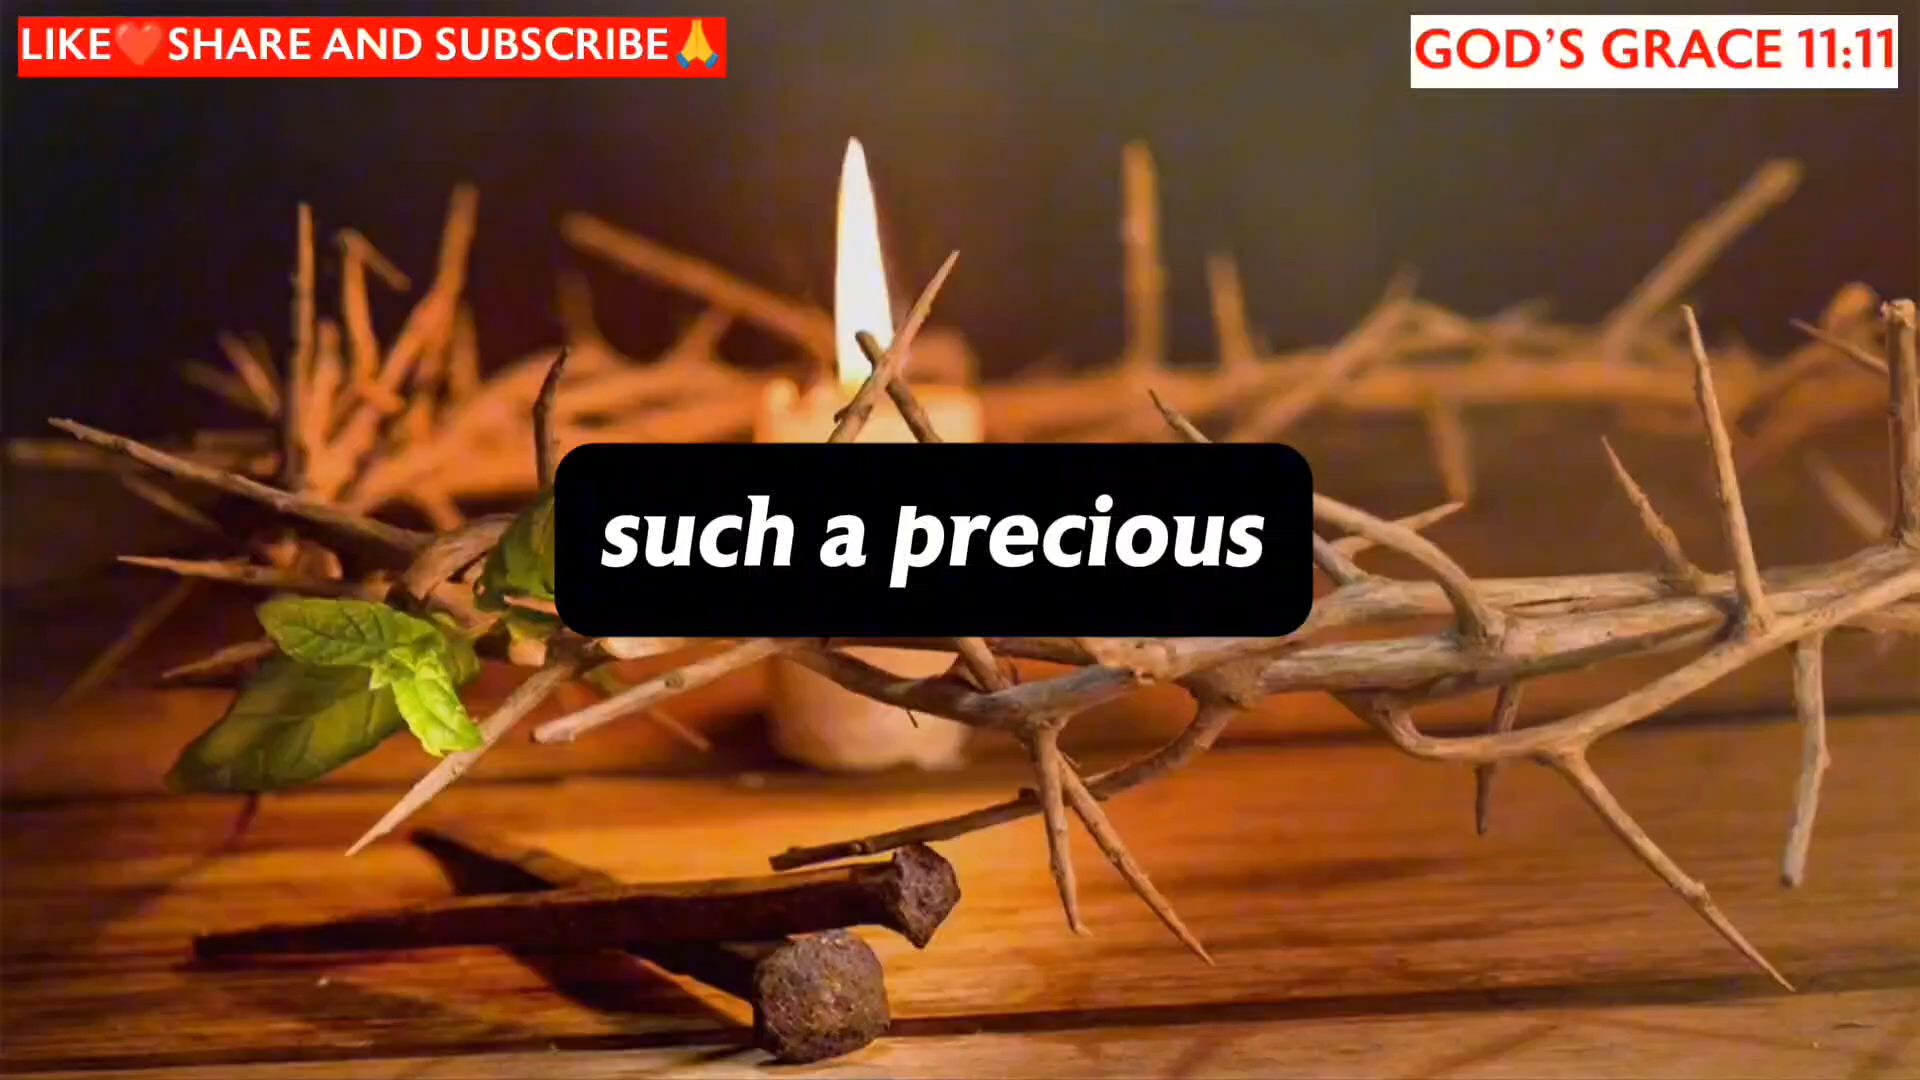 LIKE❤️SHARE AND SUBSCRIBE🙏
GOD'S GRACE 11:11
such a precious